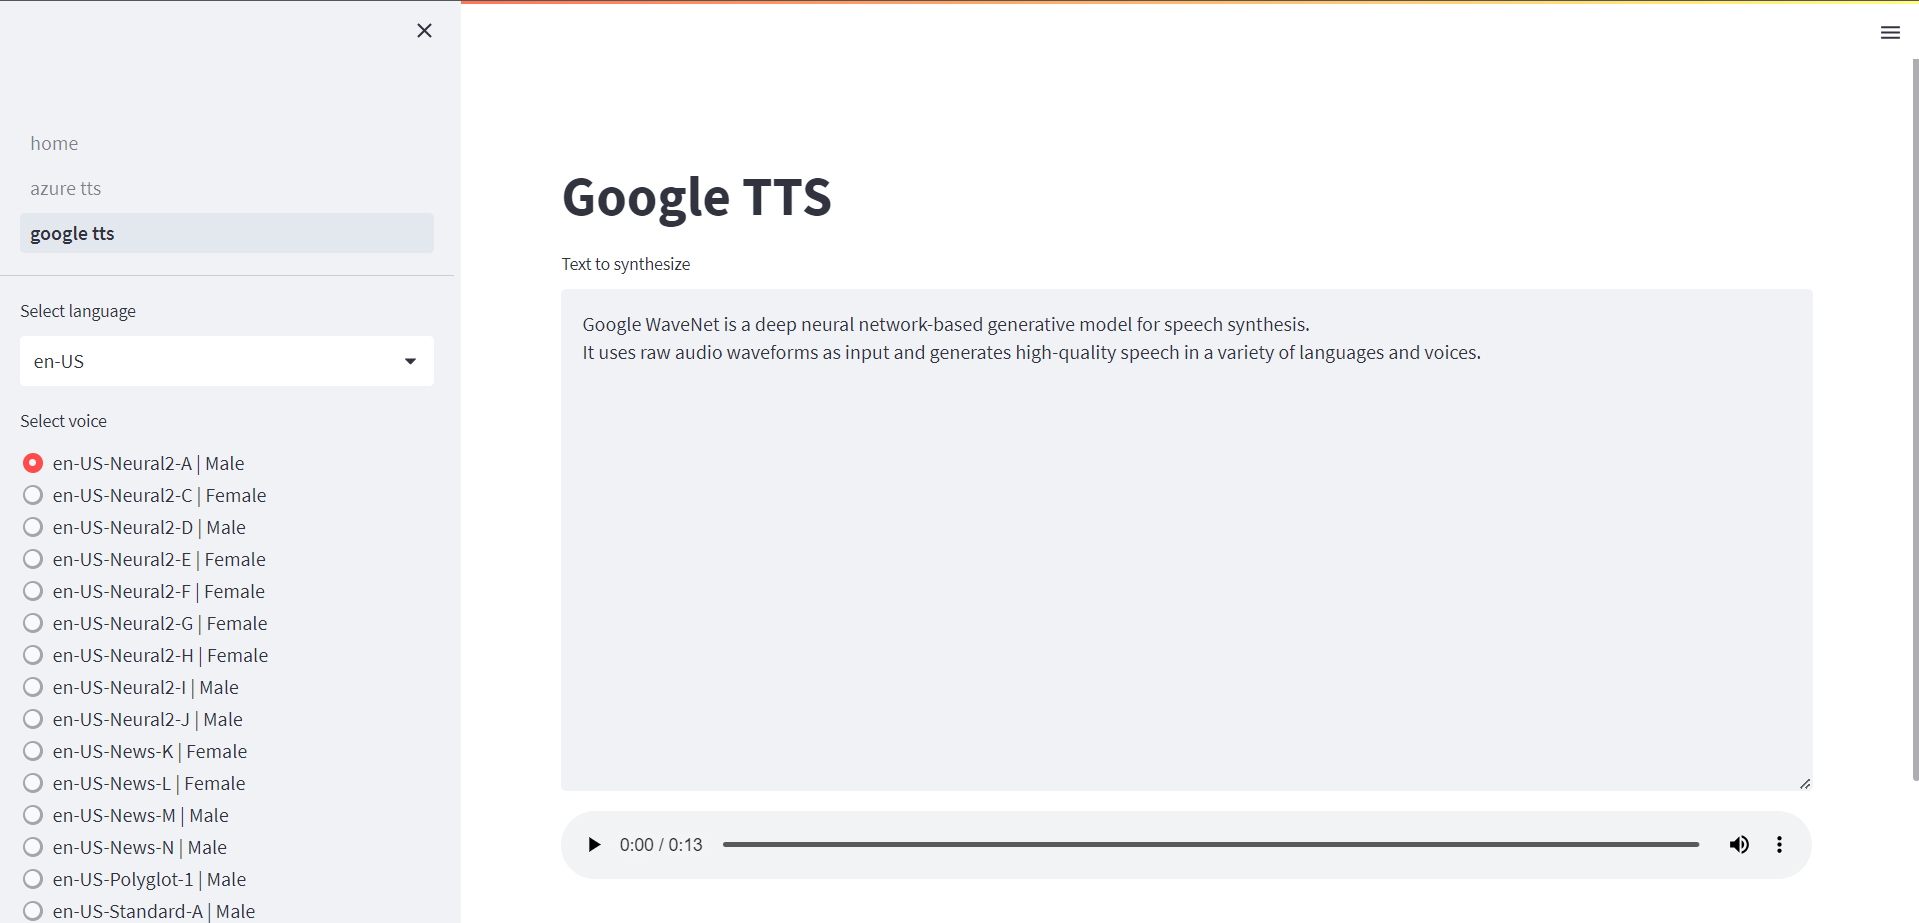 home
azure tts
google tts
Select language
en-US
Select voice
en-US-Neural2-A | Male
en-US-Neural2-C | Female
en-US-Neural2-D | Male
en-US-Neural2-E | Female
en-US-Neural2-F | Female
en-US-Neural2-G | Female
en-US-Neural2-H | Female
en-US-Neural2-I | Male
en-US-Neural2-J | Male
en-US-News-K | Female
en-US-News-L | Female
en-US-News-M | Male
en-US-News-N | Male
en-US-Polyglot-1 | Male
en-US-Standard-A | Male
Google TTS
Text to synthesize
Google WaveNet is a deep neural network-based generative model for speech synthesis.
It uses raw audio waveforms as input and generates high-quality speech in a variety of languages and voices.
0:00 / 0:13